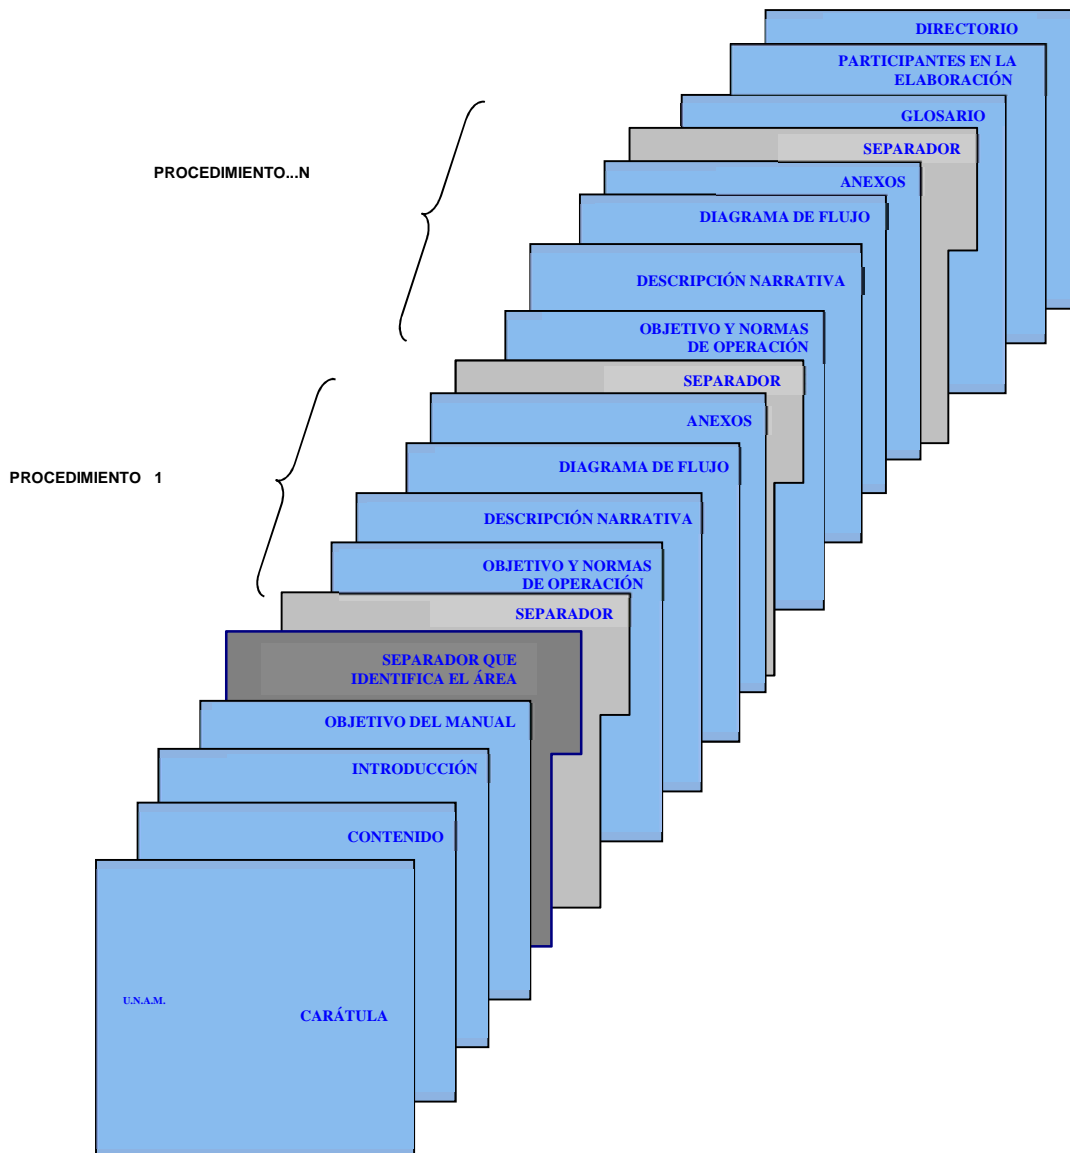 DIRECTORIO
PARTICIPANTES EN LA
ELABORACIÓN
GLOSARIO
SEPARADOR
PROCEDIMIENTO...N
ANEXOS
DIAGRAMA DE FLUJO
DESCRIPCIÓN NARRATIVA
OBJETIVO Y NORMAS
DE OPERACIÓN
SEPARADOR
ANEXOS
DIAGRAMA DE FLUJO
PROCEDIMIENTO 1
DESCRIPCIÓN NARRATIVA
OBJETIVO Y NORMAS
DE OPERACIÓN
SEPARADOR
SEPARADOR QUE
IDENTIFICA EL ÁREA
OBJETIVO DEL MANUAL
INTRODUCCIÓN
CONTENIDO
U.N.A.M.
CARÁTULA